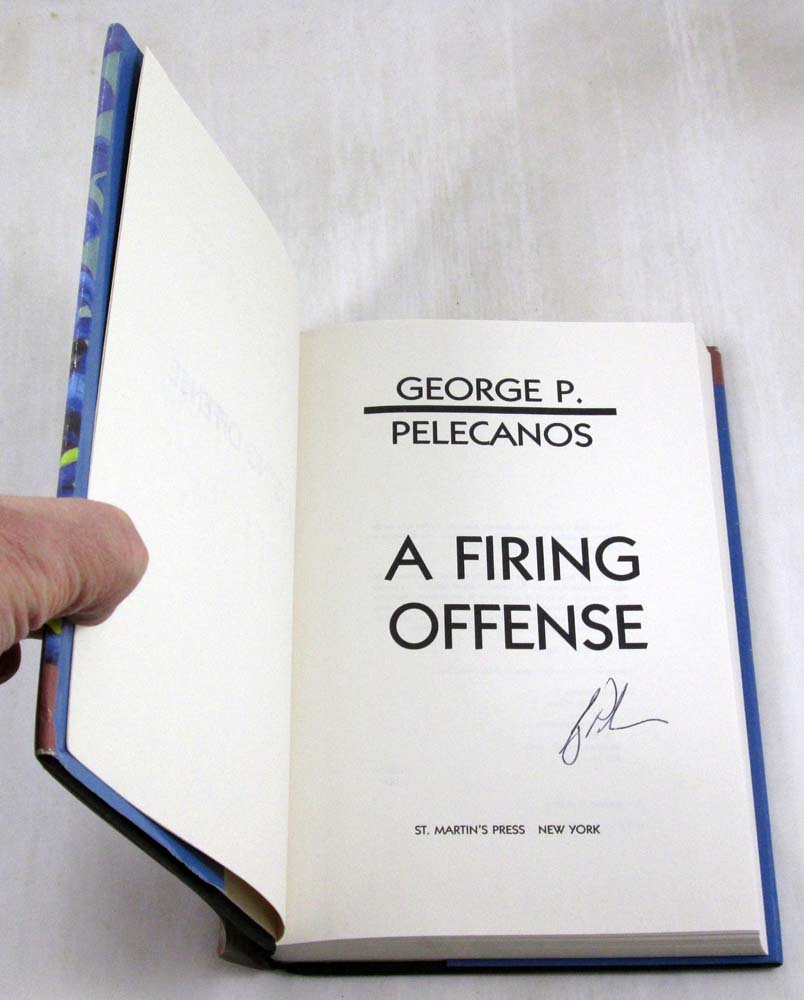 GEORGE P.
PELECANOS
A FIRING
OFFENSE
ST. MARTIN'S PRESS NEW YORK